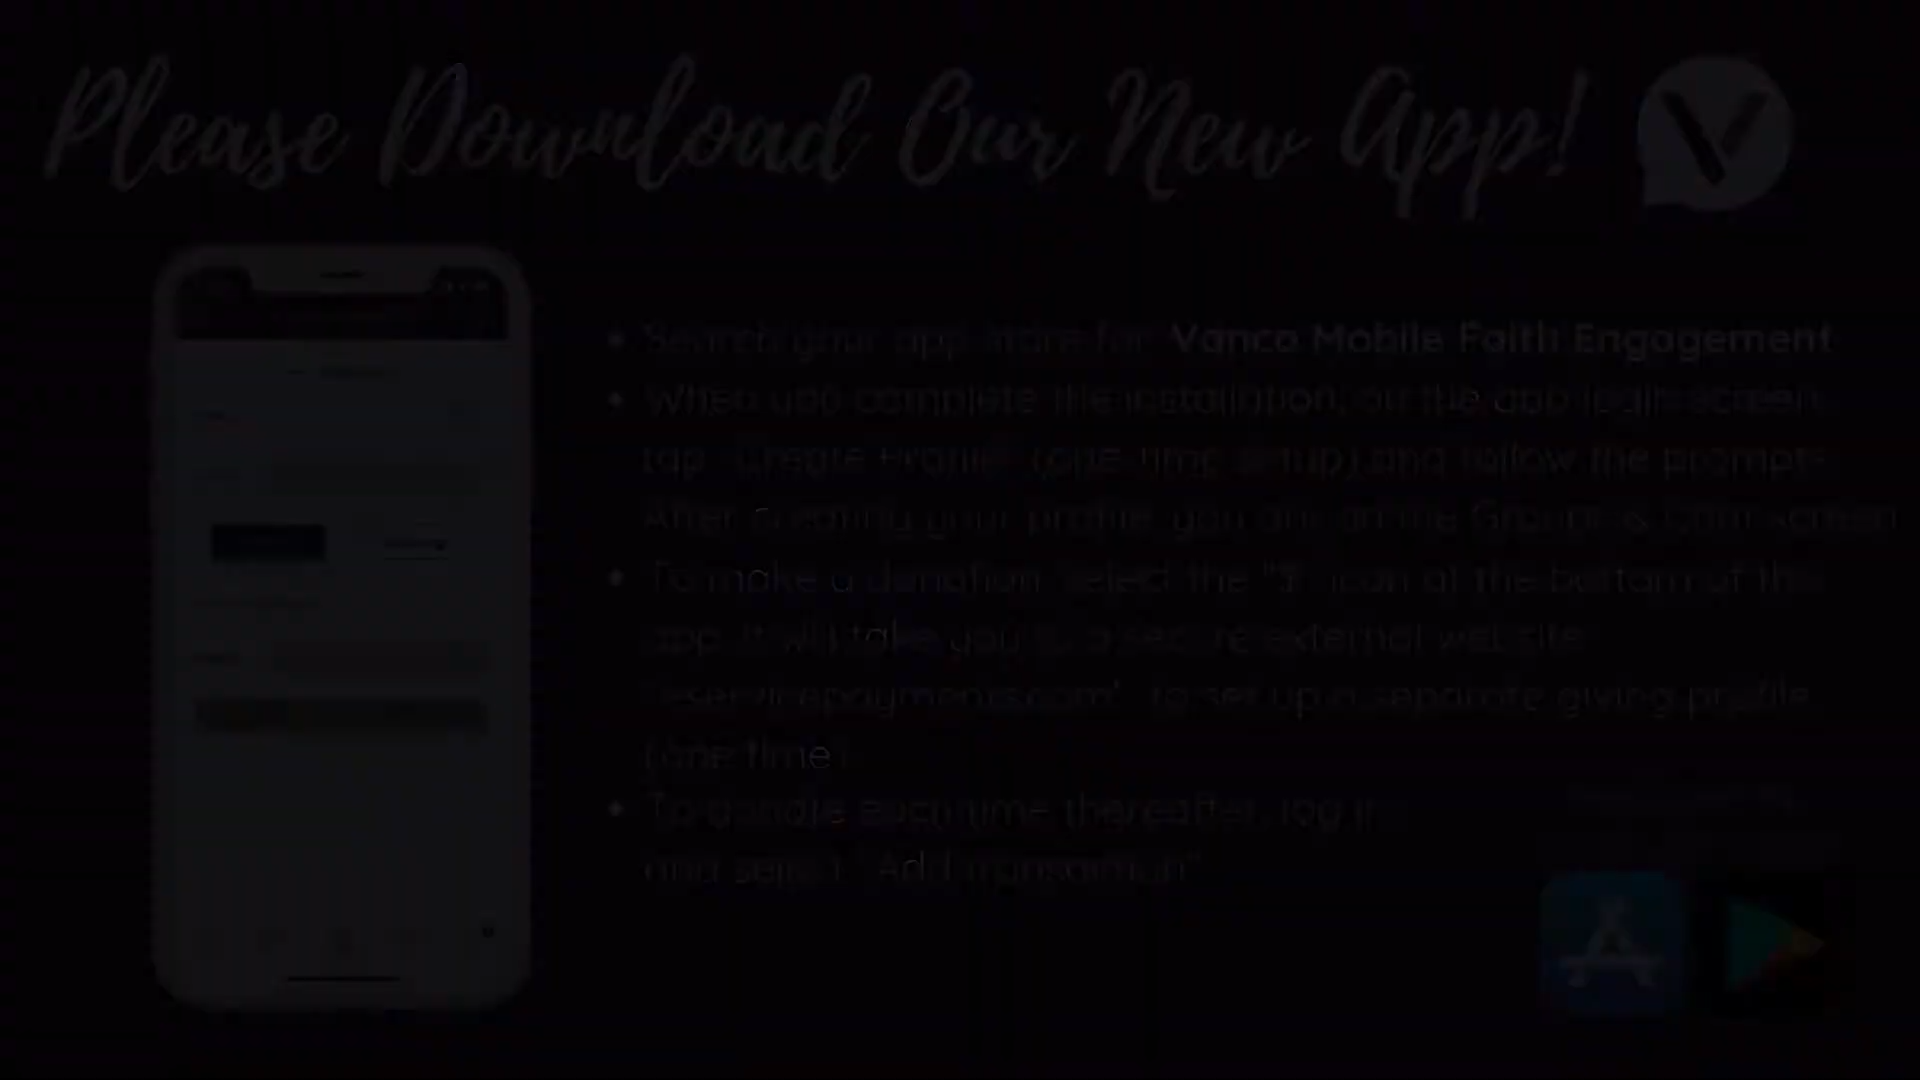 Please Download Our New App!
Search your app store for Vanco Mobile Faith Engagement
When you complete the installation, on the app login screen
tap "Create Profile" (one-time setup) and follow the prompts
After creating your profile, you are on the Groups & Chat screen
To make a donation, select the "$" icon at the bottom of the
app. It will take you to a secure external website
"eservicepayments.com" to set up a separate giving profile
(one time)
To donate each time thereafter, log in
and select "Add Transaction"